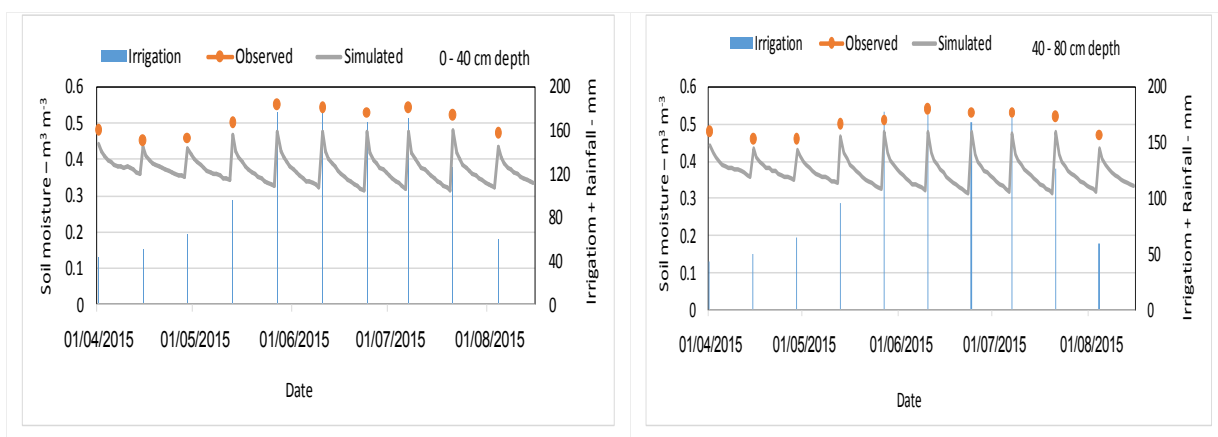 Irrigation Observed Simulated 0 - 40 cm depth
Soil moisture – m³ m⁻³
0.6
0.5
0.4
0.3
0.2
0.1
0
200
160
120
80
40
0
Irrigatiom + Rainfall - mm
01/04/2015 01/05/2015 01/06/2015 01/07/2015 01/08/2015
Date
Irrigation Observed Simulated 40 - 80 cm depth
Soil moisture – m³ m⁻³
0.6
0.5
0.4
0.3
0.2
0.1
0
200
150
100
50
0
Irrigatiom + Rainfall - mm
01/04/2015 01/05/2015 01/06/2015 01/07/2015 01/08/2015
Date